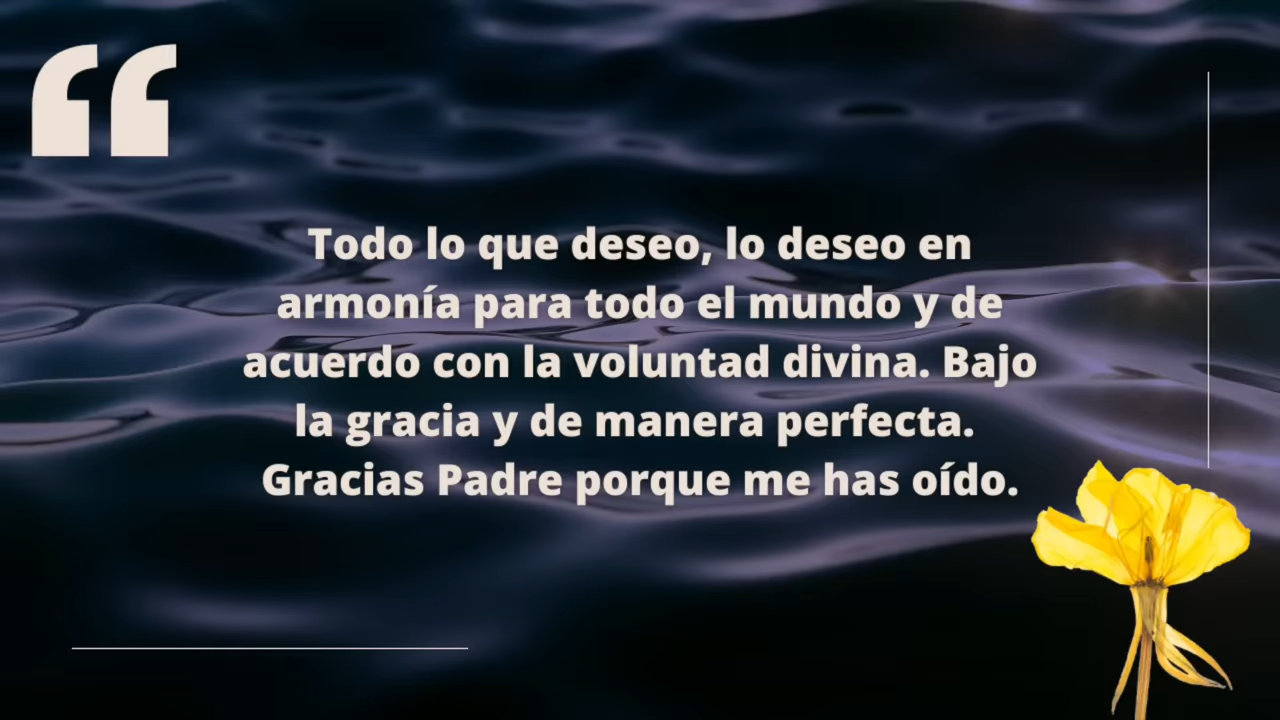 “
Todo lo que deseo, lo deseo en
armonía para todo el mundo y de
acuerdo con la voluntad divina. Bajo
la gracia y de manera perfecta.
Gracias Padre porque me has oído.